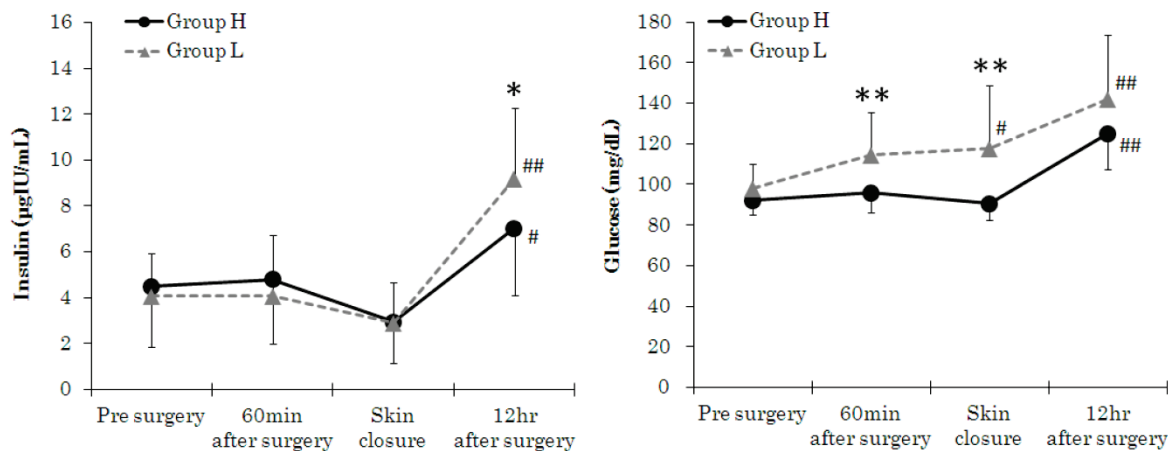 Insulin (µgIU/mL)
16
14
12
10
8
6
4
2
0
Group H
Group L
*
##
#
Pre surgery
60min
after surgery
Skin
closure
12hr
after surgery
Glucose (mg/dL)
180
160
140
120
100
80
60
40
20
0
Group H
Group L
**
**
#
##
##
Pre surgery
60min
after surgery
Skin
closure
12hr
after surgery